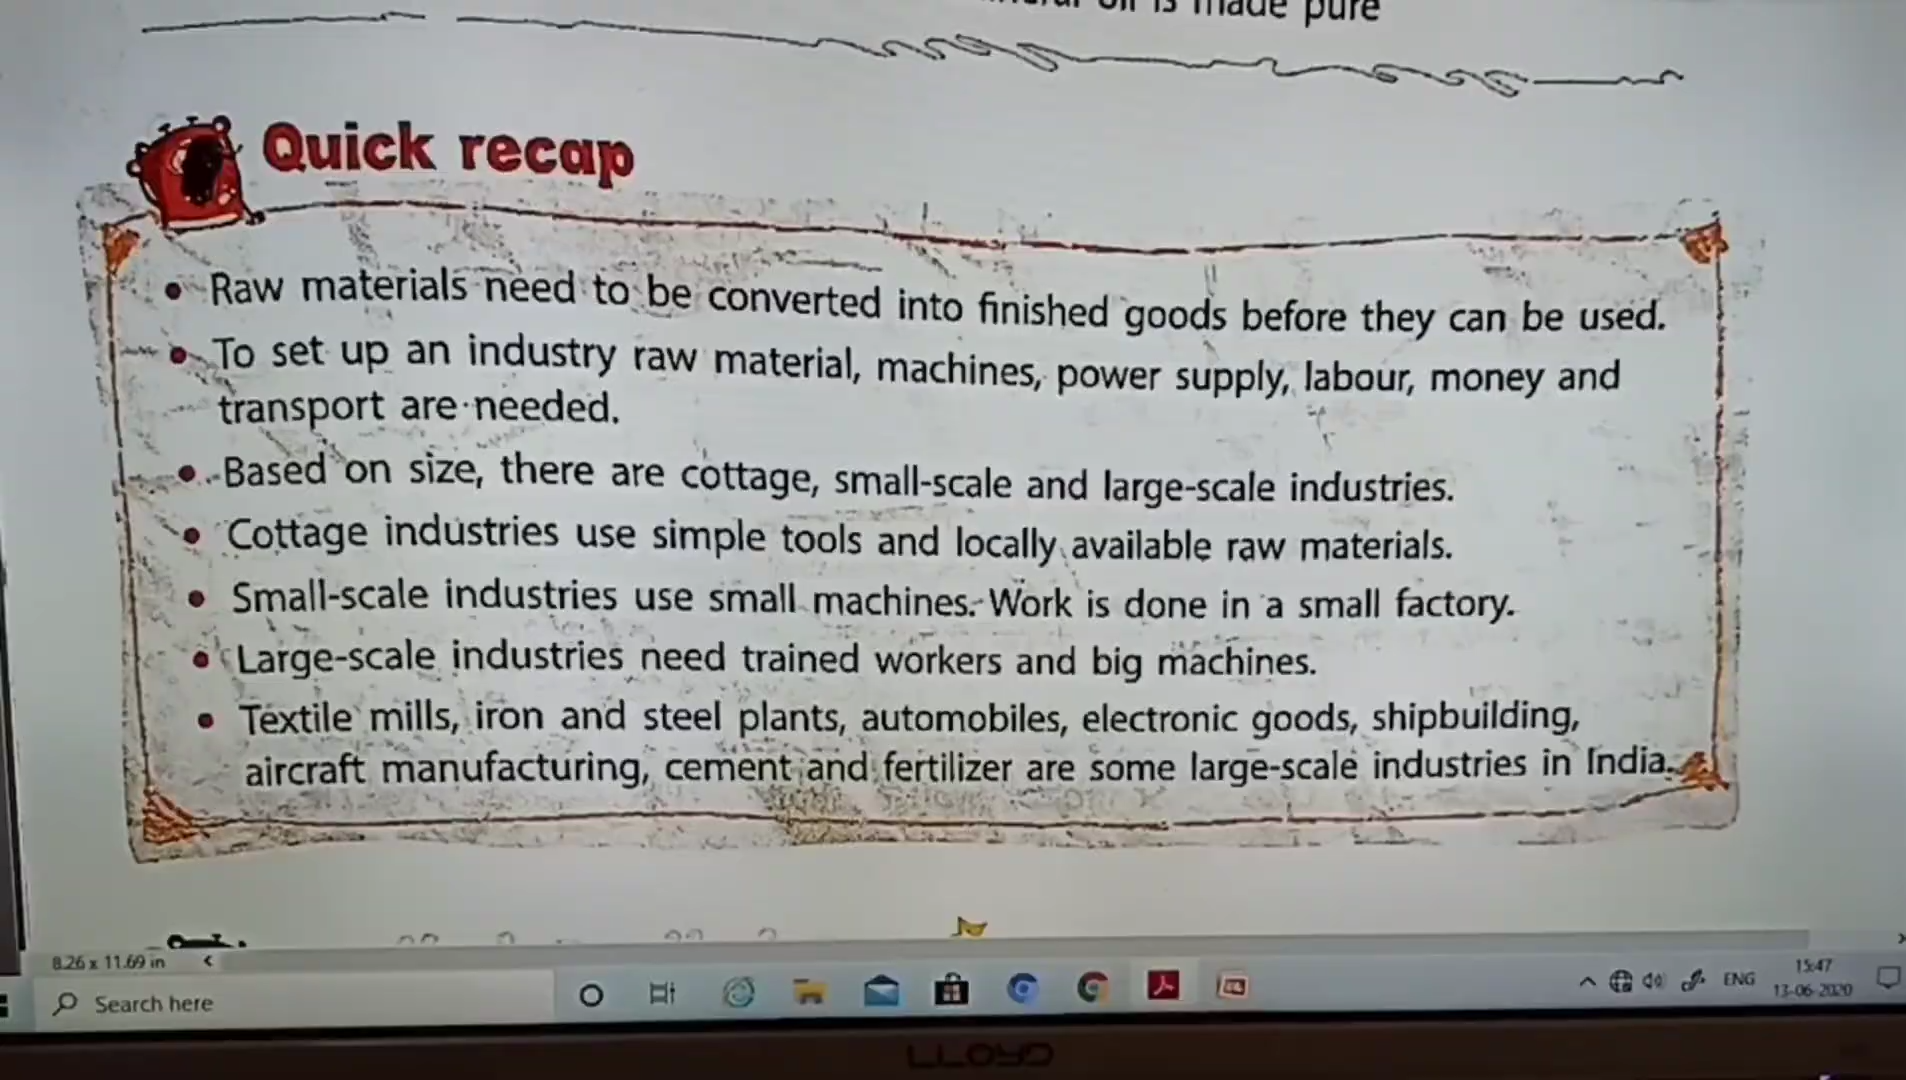 is made pure
Quick recap
• Raw materials need to be converted into finished goods before they can be used.
• To set up an industry raw material, machines, power supply, labour, money and
transport are needed.
• Based on size, there are cottage, small-scale and large-scale industries.
• Cottage industries use simple tools and locally available raw materials.
• Small-scale industries use small machines. Work is done in a small factory.
• Large-scale industries need trained workers and big machines.
• Textile mills, iron and steel plants, automobiles, electronic goods, shipbuilding,
aircraft manufacturing, cement and fertilizer are some large-scale industries in India.
8.26 x 11.69 in
Search here
ENG
15:47
13-06-2020
LLOYD